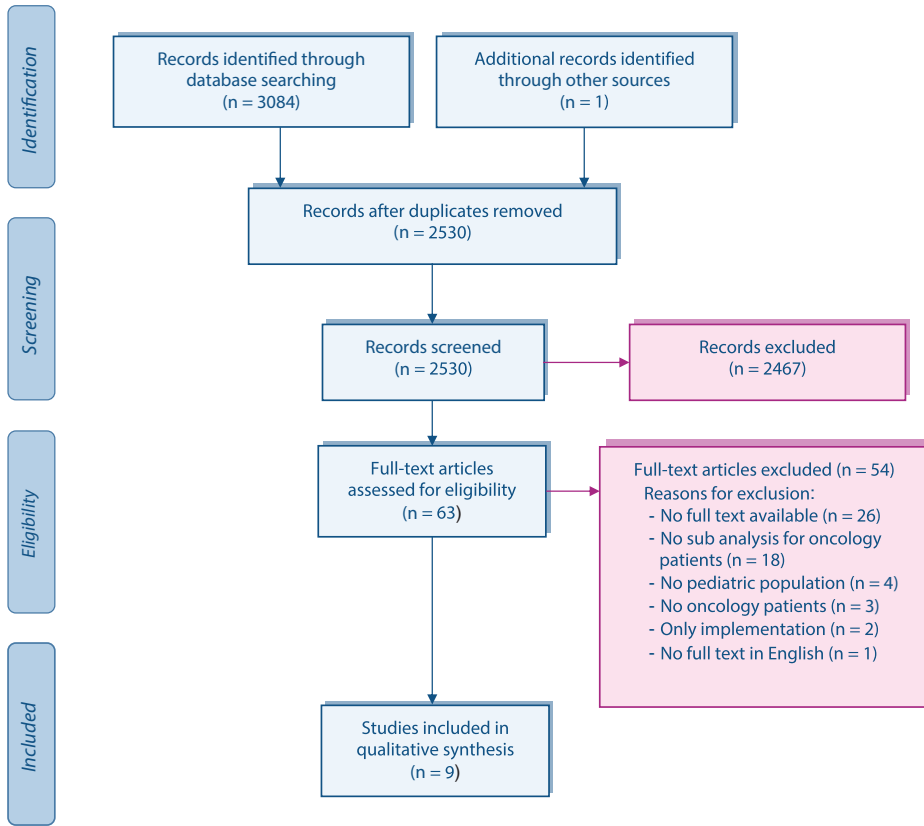 Identification
Records identified through
database searching
(n = 3084)
Additional records identified
through other sources
(n = 1)
Records after duplicates removed
(n = 2530)
Screening
Records screened
(n = 2530)
Records excluded
(n = 2467)
Eligibility
Full-text articles
assessed for eligibility
(n = 63)
Full-text articles excluded (n = 54)
Reasons for exclusion:
- No full text available (n = 26)
- No sub analysis for oncology
patients (n = 18)
- No pediatric population (n = 4)
- No oncology patients (n = 3)
- Only implementation (n = 2)
- No full text in English (n = 1)
Included
Studies included in
qualitative synthesis
(n = 9)